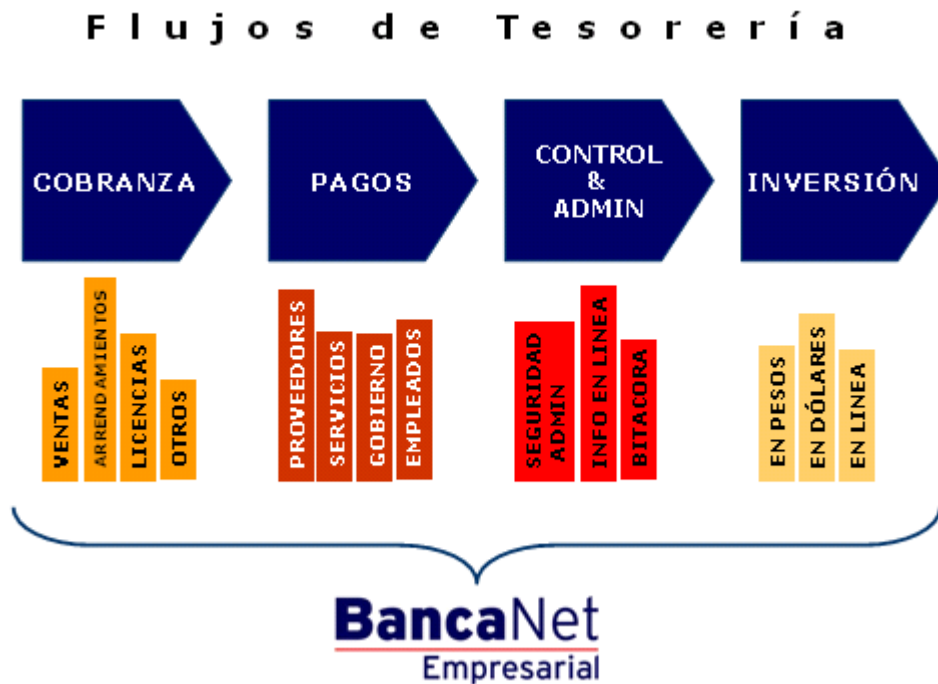 Flujos de Tesorería
COBRANZA
PAGOS
CONTROL
&
ADMIN
INVERSIÓN
VENTAS
ARRENDAMIENTOS
LICENCIAS
OTROS
PROVEEDORES
SERVICIOS
GOBIERNO
EMPLEADOS
SEGURIDAD
ADMIN
INFO EN LINEA
BITACORA
EN PESOS
EN DÓLARES
EN LINEA
BancaNet
Empresarial